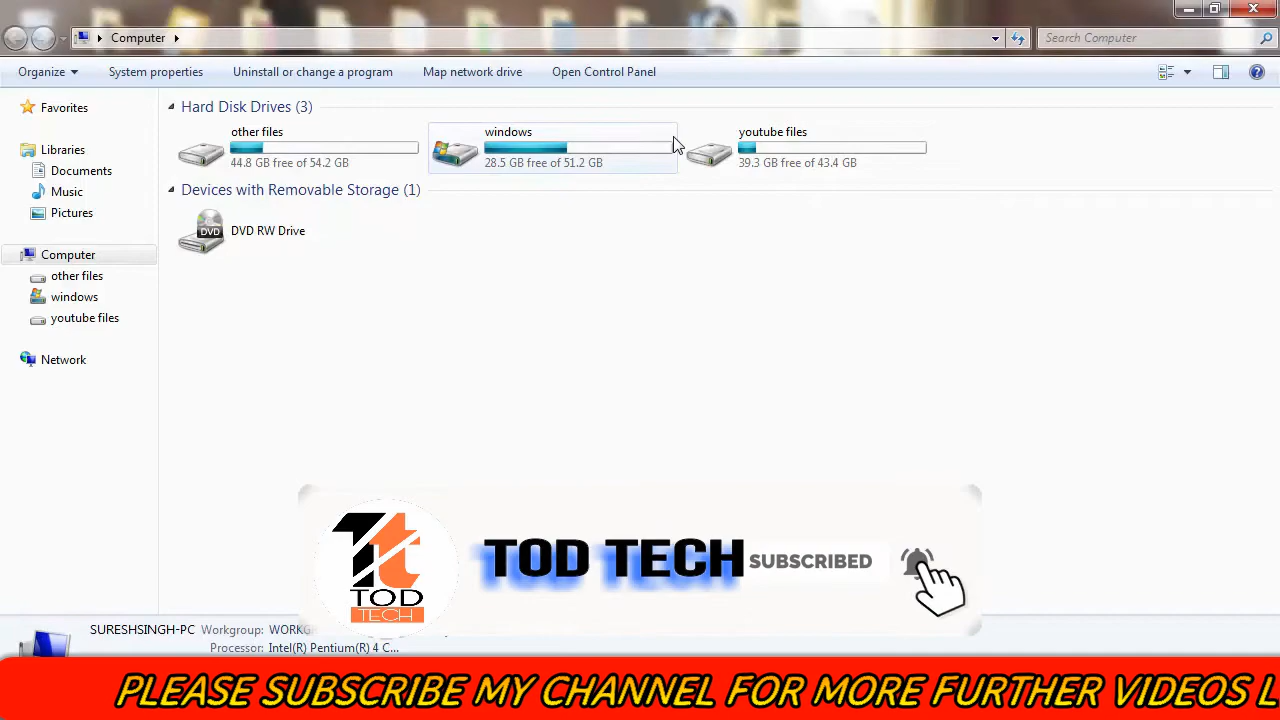 Computer
Search Computer
Organize
System properties
Uninstall or change a program
Map network drive
Open Control Panel
Favorites
Libraries
Documents
Music
Pictures
Computer
other files
windows
youtube files
Network
Hard Disk Drives (3)
other files
44.8 GB free of 54.2 GB
windows
28.5 GB free of 51.2 GB
youtube files
39.3 GB free of 43.4 GB
Devices with Removable Storage (1)
DVD
DVD RW Drive
Tt
TOD
TECH
TOD TECH
SUBSCRIBED
SURESHSINGH-PC Workgroup: WORKG
Processor: Intel(R) Pentium(R) 4 C...
PLEASE SUBSCRIBE MY CHANNEL FOR MORE FURTHER VIDEOS L